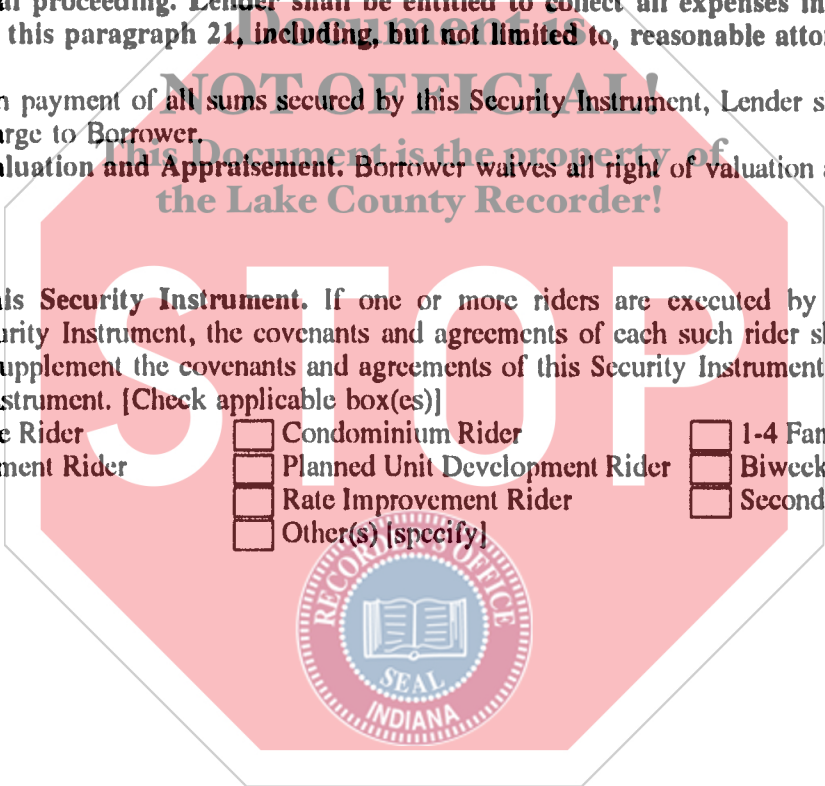 al proceeding. Lender shall be entitled to collect all expenses in
Document is
this paragraph 21, including, but not limited to, reasonable atto
NOT OFFICIAL!
n payment of all sums secured by this Security Instrument, Lender s
arge to Borrower.
This Document is the property of
aluation and Appraisement. Borrower waives all right of valuation a
the Lake County Recorder!
STOP
his Security Instrument. If one or more riders are executed by
urity Instrument, the covenants and agreements of each such rider sh
upplement the covenants and agreements of this Security Instrument
strument. [Check applicable box(es)]
e Rider Condominium Rider 1-4 Fam
ment Rider Planned Unit Development Rider Biweek
Rate Improvement Rider Second
Other(s) [specify]
RECORDER'S OFFICE
SEAL
INDIANA